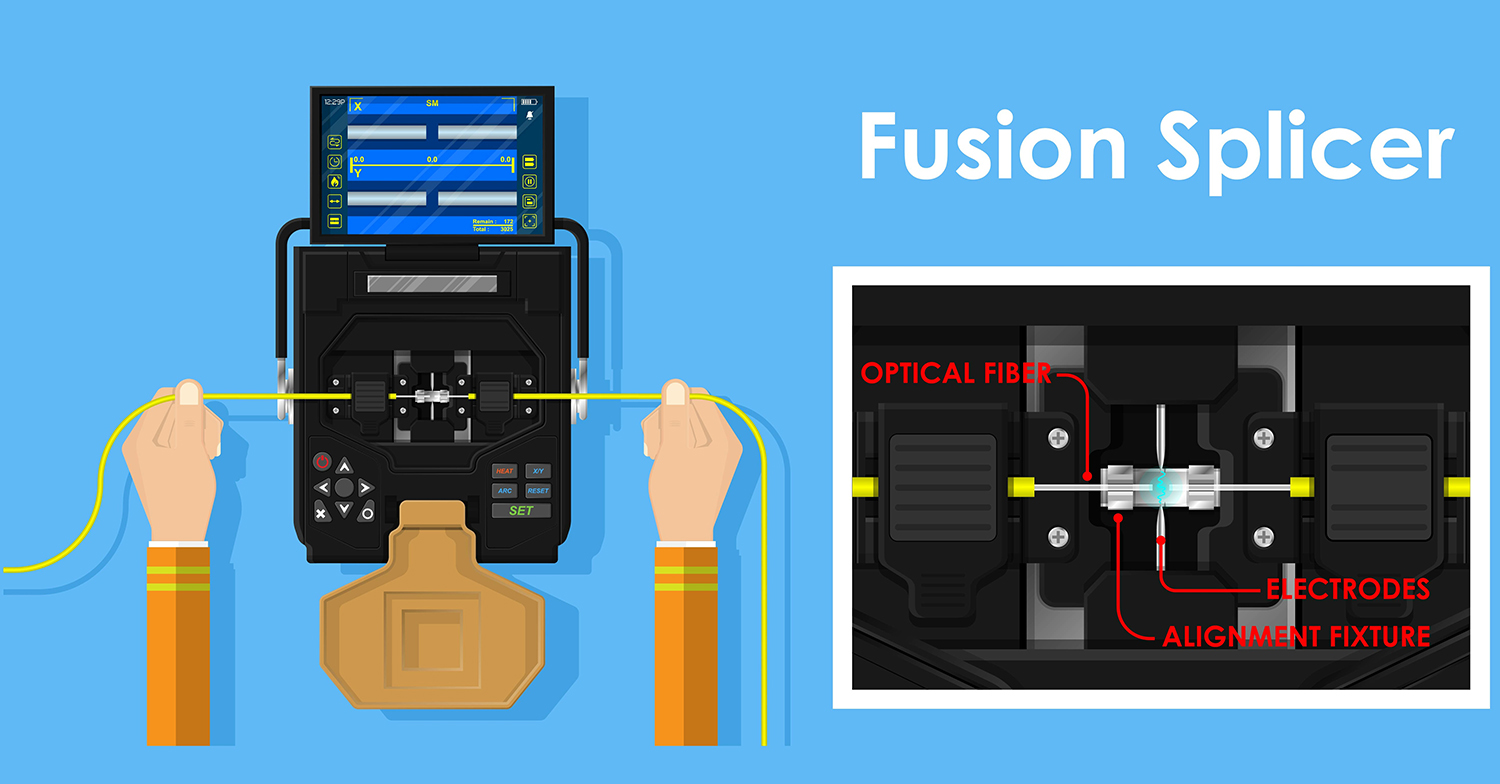 Fusion Splicer
12:29P
X
SM
0.0 0.0 0.0
Y
Remain : 172
Total : 3025
HEAT X/Y
ARC RESET
SET
OPTICAL FIBER
ELECTRODES
ALIGNMENT FIXTURE